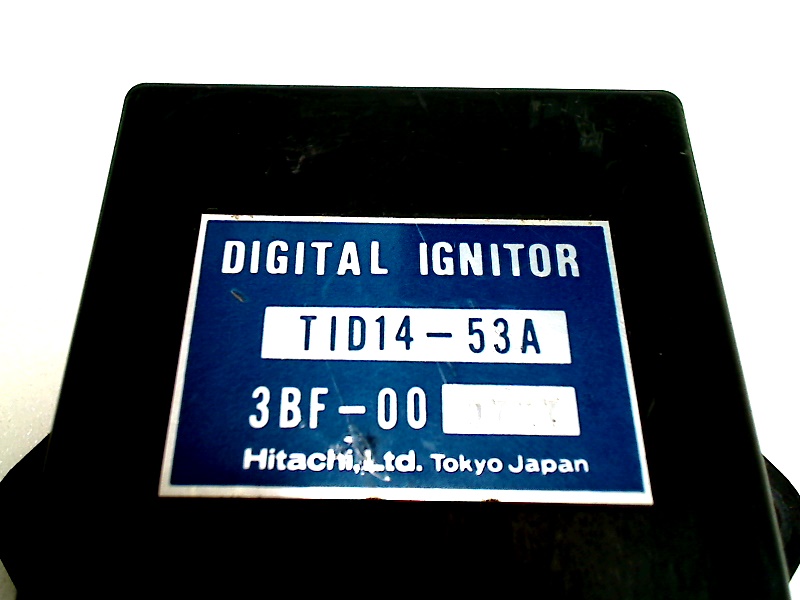 DIGITAL IGNITOR
TID14-53A
3BF-00
Hitachi, Ltd. Tokyo Japan